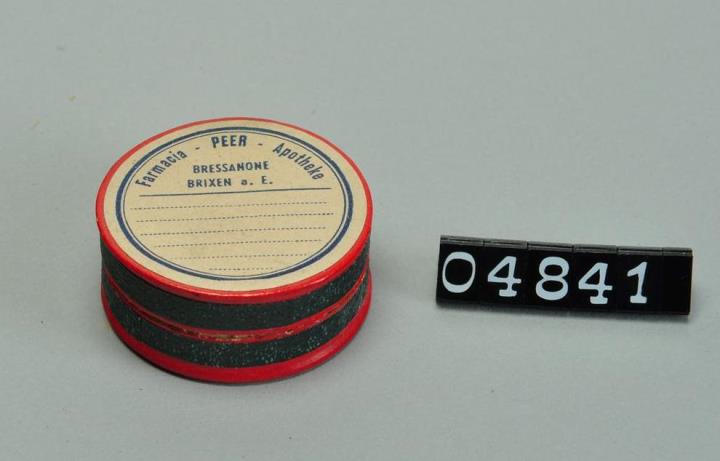 Farmacia - PEER - Apotheke
BRESSANONE
BRIXEN a. E.
04841